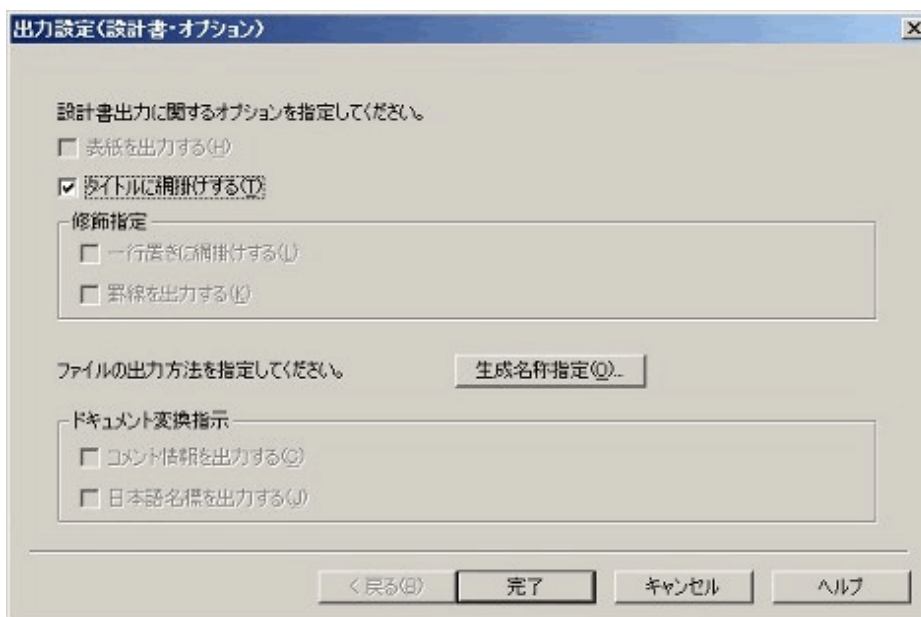 出力設定(設計書・オプション)
設計書出力に関するオプションを指定してください。
表紙を出力する(H)
タイトルに網掛けする(T)
修飾指定
一行置きに網掛けする(L)
罫線を出力する(K)
ファイルの出力方法を指定してください。
生成名称指定(O)...
ドキュメント変換指示
コメント情報を出力する(C)
日本語名標を出力する(J)
< 戻る(B)
完了
キャンセル
ヘルプ